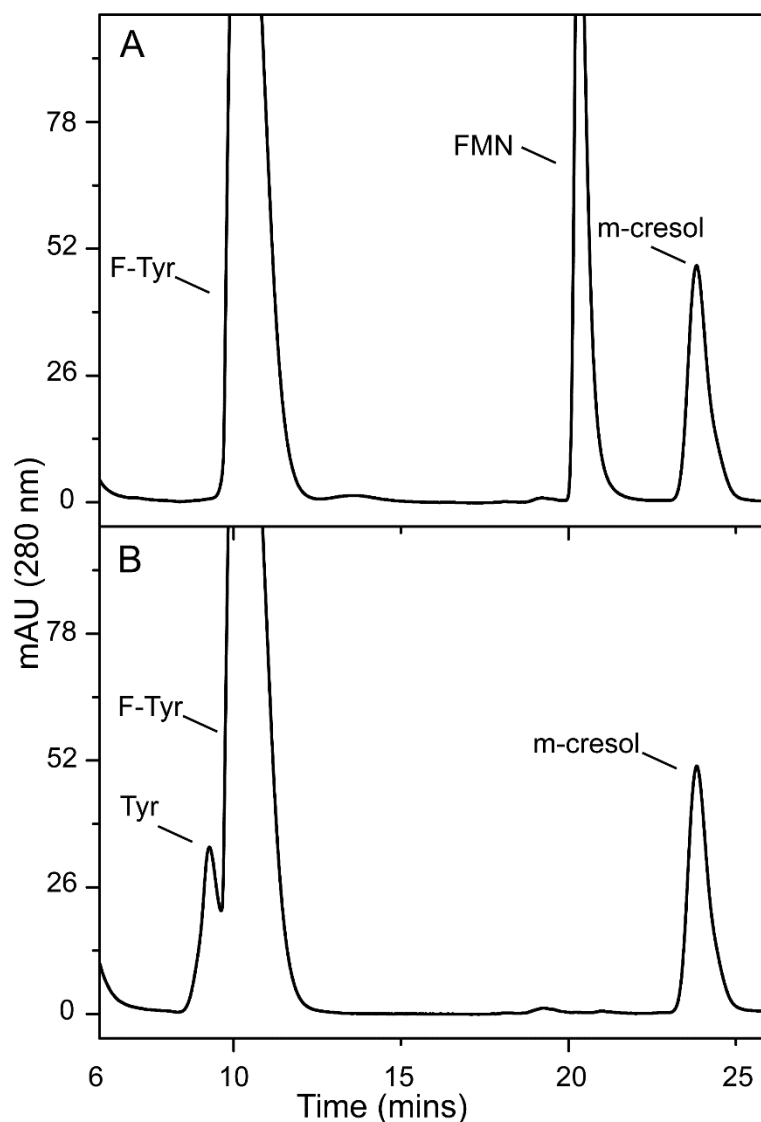 A
78
FMN
52
m-cresol
F-Tyr
26
0
mAU (280 nm)
B
78
F-Tyr
52
m-cresol
Tyr
26
0
6 10 15 20 25
Time (mins)